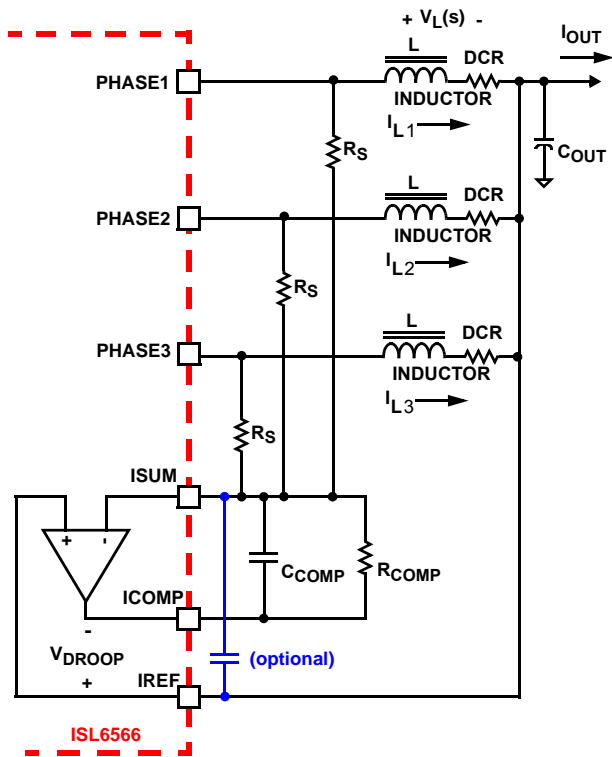 + V_L(s) -
I_OUT
L
DCR
PHASE1
INDUCTOR
I_L1
R_S
C_OUT
L
DCR
PHASE2
INDUCTOR
I_L2
R_S
L
DCR
PHASE3
INDUCTOR
I_L3
R_S
ISUM
+ -
C_COMP
R_COMP
ICOMP
-
V_DROOP
(optional)
+
IREF
ISL6566